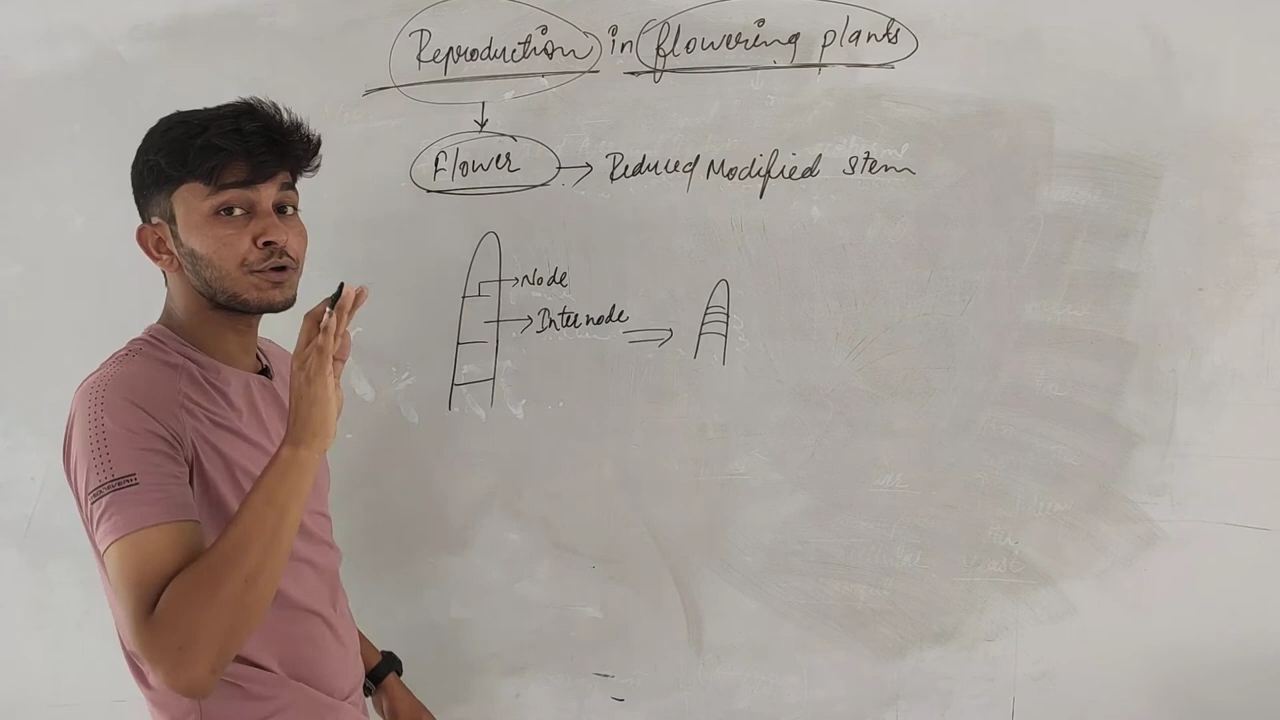 Reproduction in flowering plants
Flower → Reduced Modified stem
Node
Internode